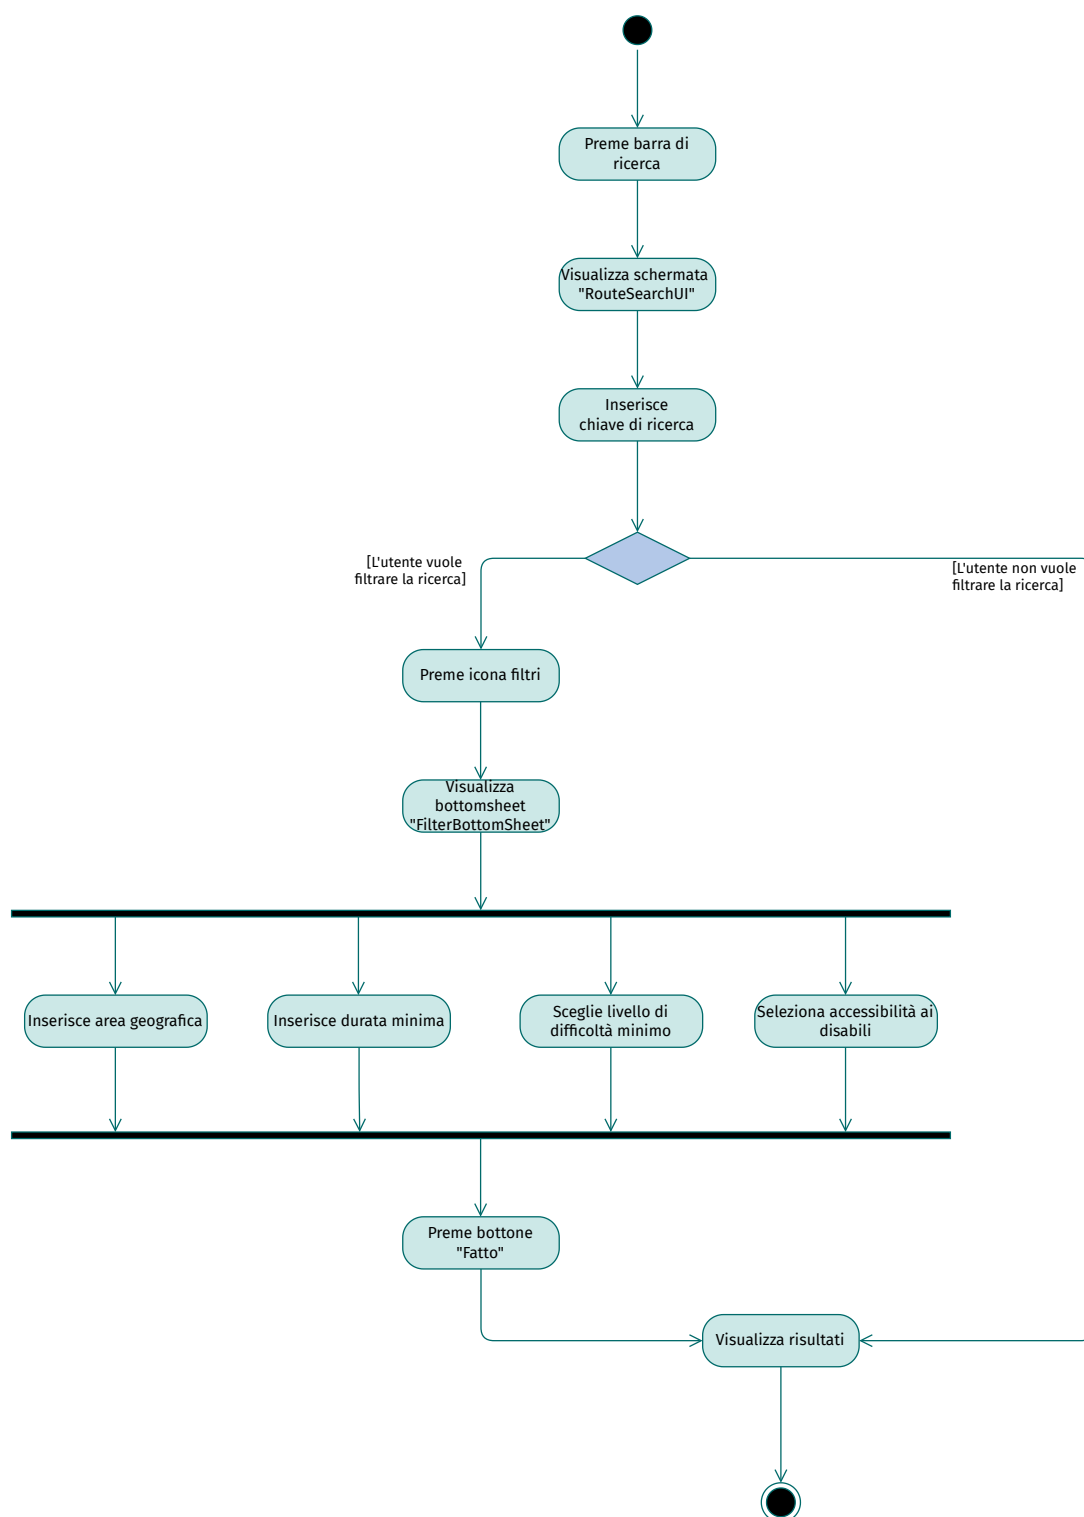 Preme barra di
ricerca
Visualizza schermata
"RouteSearchUI"
Inserisce
chiave di ricerca
[L'utente vuole
filtrare la ricerca]
[L'utente non vuole
filtrare la ricerca]
Preme icona filtri
Visualizza
bottomsheet
"FilterBottomSheet"
Inserisce area geografica
Inserisce durata minima
Sceglie livello di
difficoltà minimo
Seleziona accessibilità ai
disabili
Preme bottone
"Fatto"
Visualizza risultati